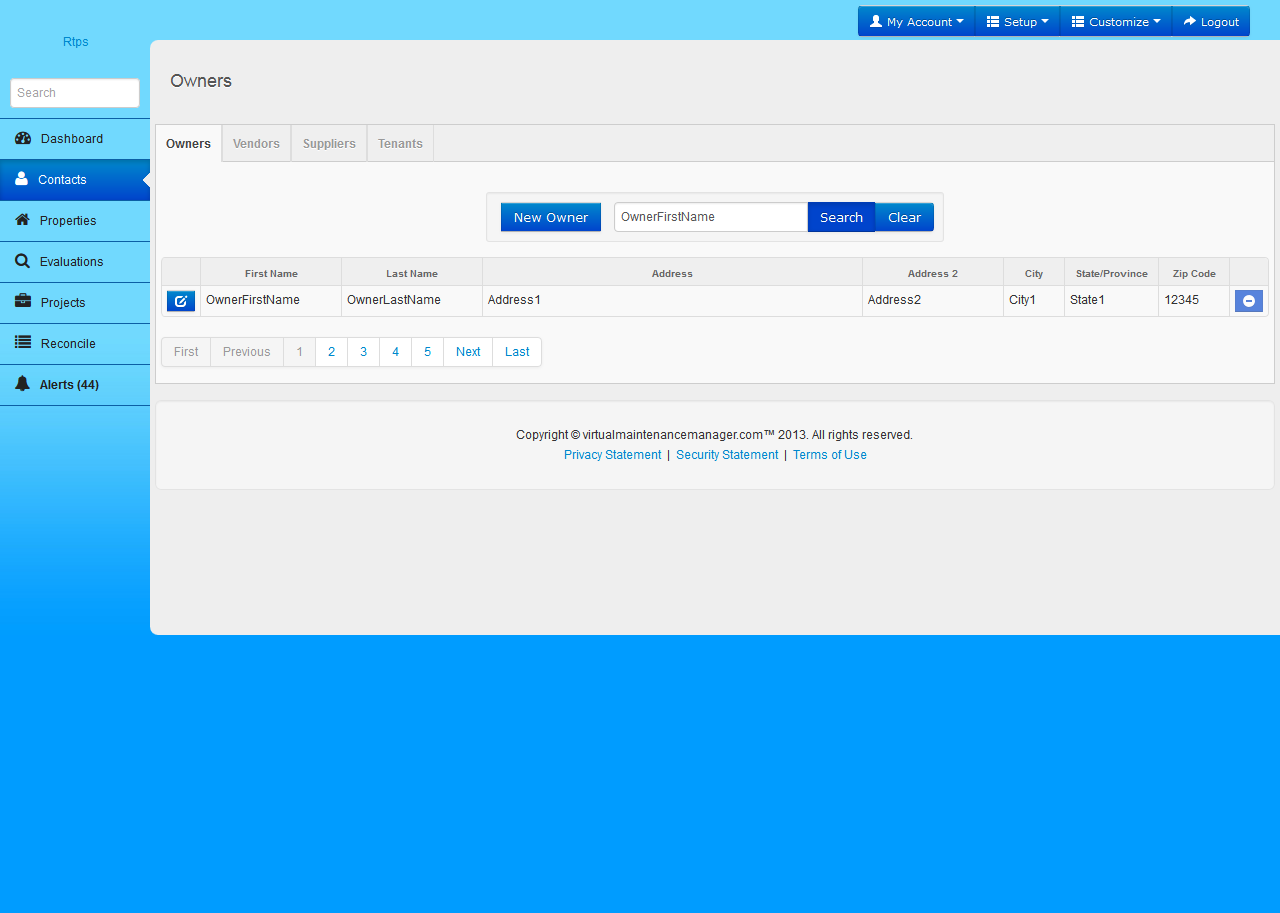 My Account Setup Customize Logout
Rtps
Search
Dashboard
Contacts
Properties
Evaluations
Projects
Reconcile
Alerts (44)
Owners
Owners Vendors Suppliers Tenants
New Owner OwnerFirstName Search Clear
First Name Last Name Address Address 2 City State/Province Zip Code
OwnerFirstName OwnerLastName Address1 Address2 City1 State1 12345
First Previous 1 2 3 4 5 Next Last
Copyright © virtualmaintenancemanager.com™ 2013. All rights reserved.
Privacy Statement | Security Statement | Terms of Use